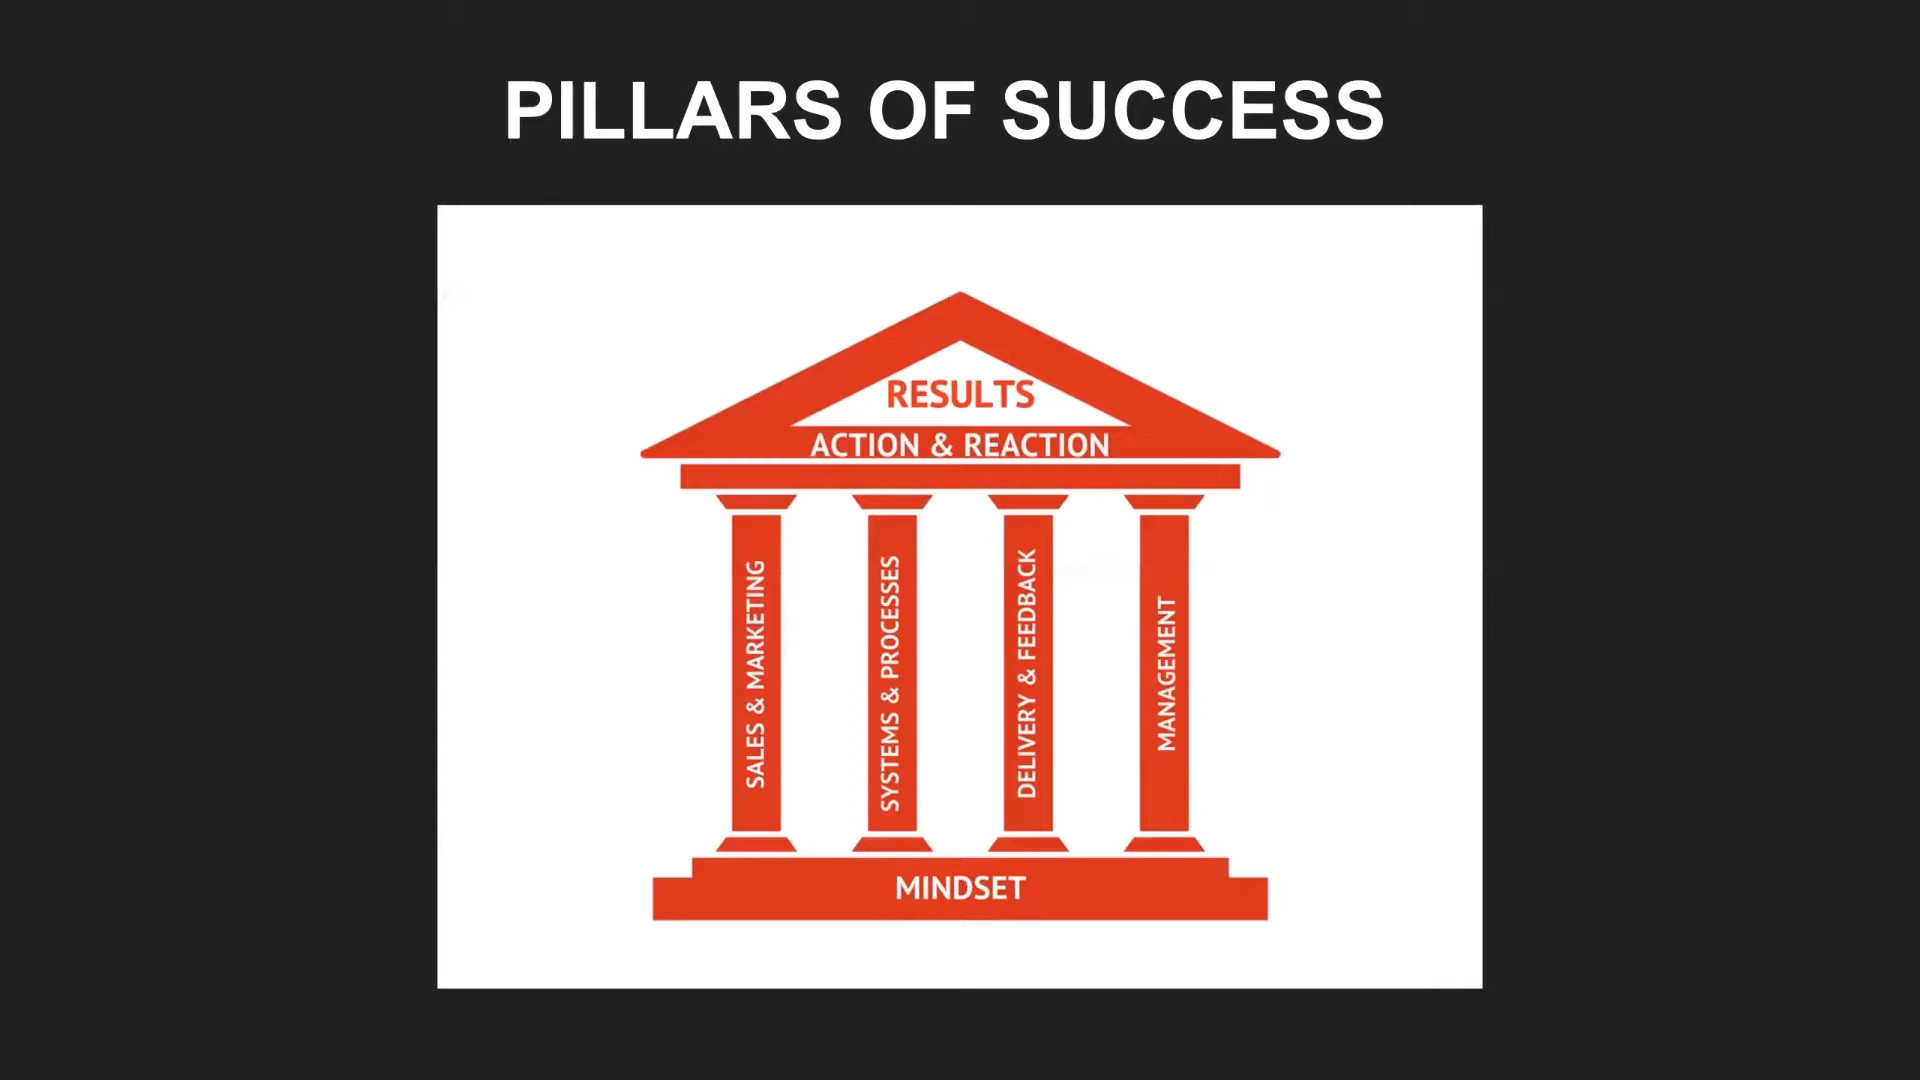 PILLARS OF SUCCESS
RESULTS
ACTION & REACTION
SALES & MARKETING
SYSTEMS & PROCESSES
DELIVERY & FEEDBACK
MANAGEMENT
MINDSET